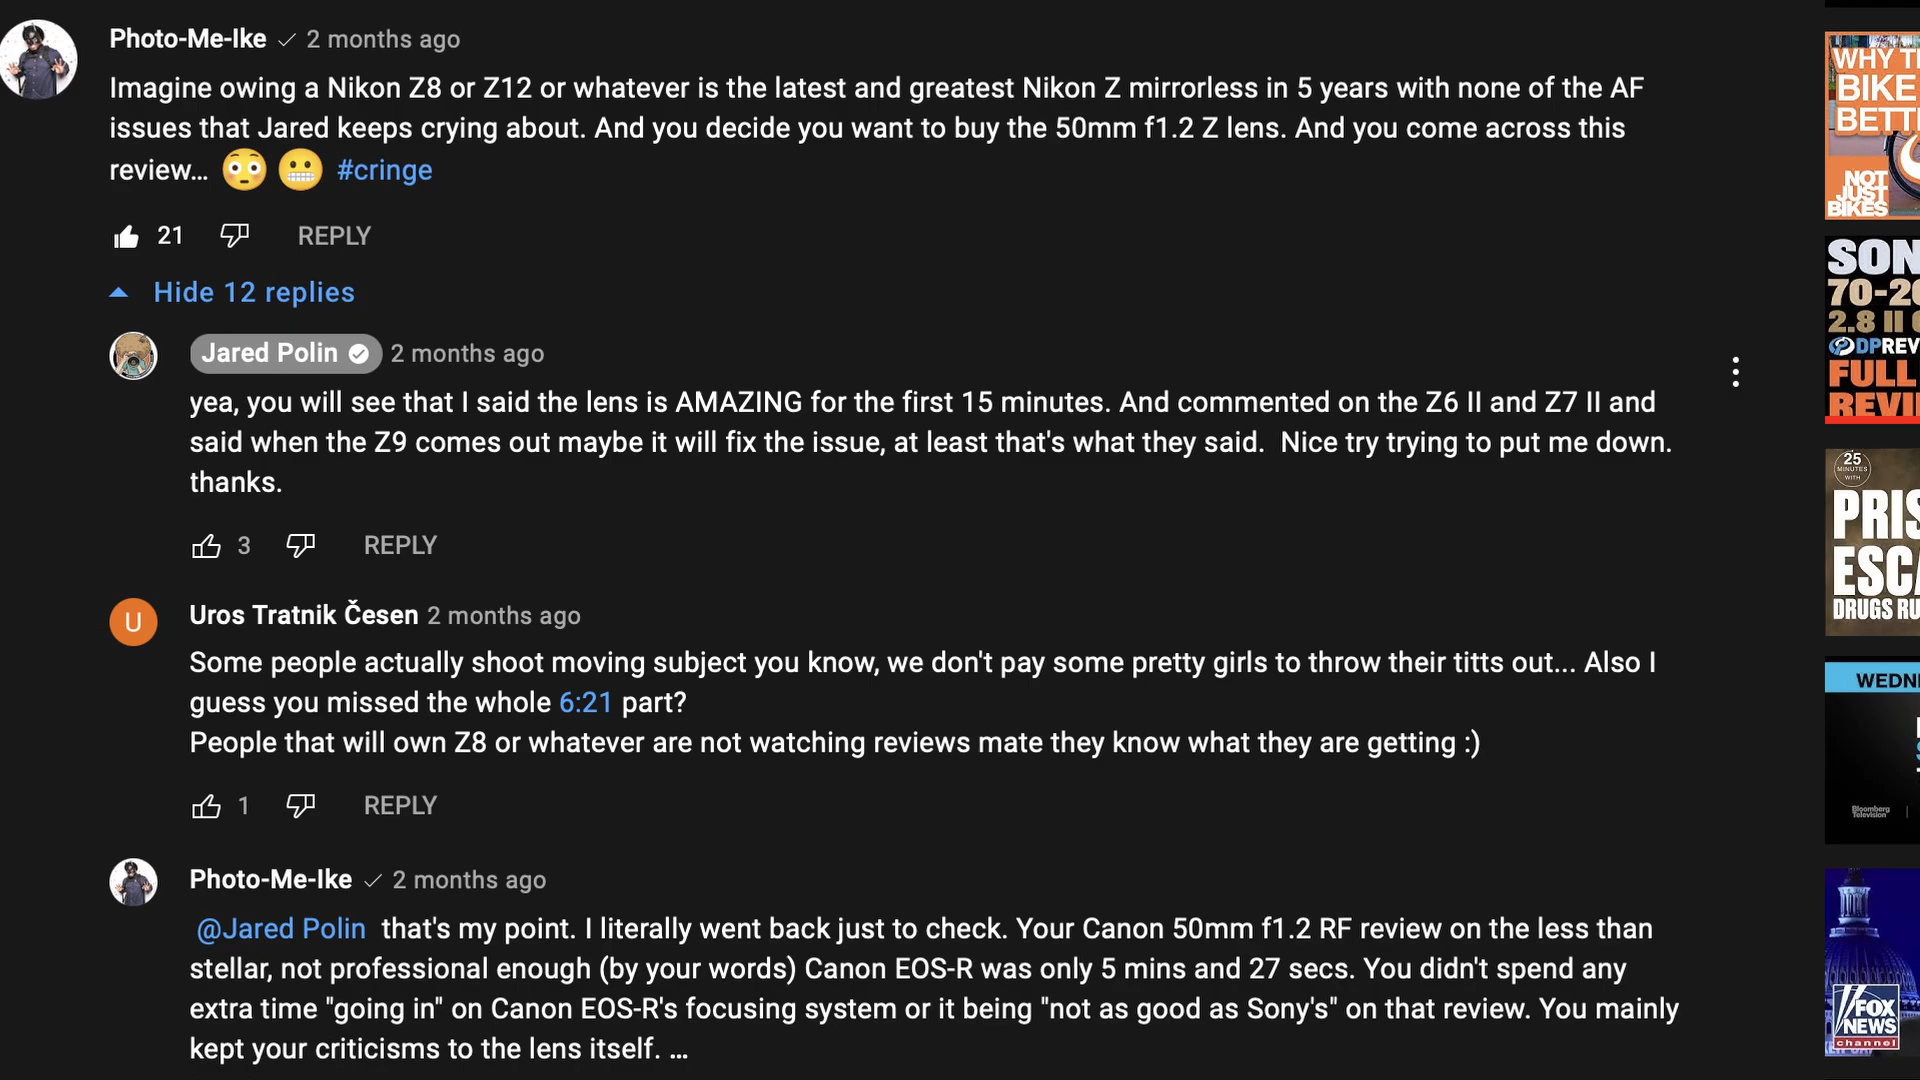 Photo-Me-Ike 2 months ago
Imagine owing a Nikon Z8 or Z12 or whatever is the latest and greatest Nikon Z mirrorless in 5 years with none of the AF
issues that Jared keeps crying about. And you decide you want to buy the 50mm f1.2 Z lens. And you come across this
review... 😳 😬 #cringe
21 REPLY
Hide 12 replies
Jared Polin 2 months ago
yea, you will see that I said the lens is AMAZING for the first 15 minutes. And commented on the Z6 II and Z7 II and
said when the Z9 comes out maybe it will fix the issue, at least that's what they said.  Nice try trying to put me down.
thanks.
3 REPLY
U
Uros Tratnik Česen 2 months ago
Some people actually shoot moving subject you know, we don't pay some pretty girls to throw their titts out... Also I
guess you missed the whole 6:21 part?
People that will own Z8 or whatever are not watching reviews mate they know what they are getting :)
1 REPLY
Photo-Me-Ike 2 months ago
@Jared Polin that's my point. I literally went back just to check. Your Canon 50mm f1.2 RF review on the less than
stellar, not professional enough (by your words) Canon EOS-R was only 5 mins and 27 secs. You didn't spend any
extra time "going in" on Canon EOS-R's focusing system or it being "not as good as Sony's" on that review. You mainly
kept your criticisms to the lens itself. ...
WHY
BIKE
NOT
JUST
BIKES
2.8 II
FULL
25
MINUTES
WITH
DRUGS
Bloomberg
Television
FOX
NEWS
channel